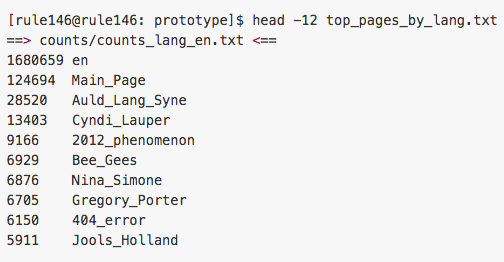 [rule146@rule146: prototype]$ head -12 top_pages_by_lang.txt
==> counts/counts_lang_en.txt <==
1680659 en
124694 Main_Page
28520 Auld_Lang_Syne
13403 Cyndi_Lauper
9166 2012_phenomenon
6929 Bee_Gees
6876 Nina_Simone
6705 Gregory_Porter
6150 404_error
5911 Jools_Holland